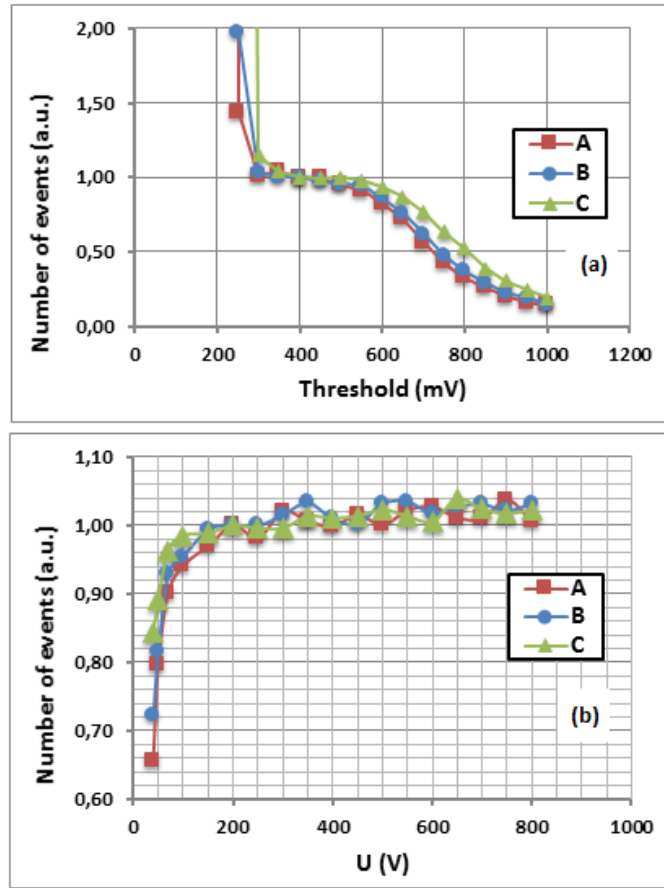 2,00
1,50
1,00
0,50
0,00
0 200 400 600 800 1000 1200
Number of events (a.u.)
Threshold (mV)
A
B
C
(a)
1,10
1,00
0,90
0,80
0,70
0,60
0 200 400 600 800 1000
Number of events (a.u.)
U (V)
A
B
C
(b)